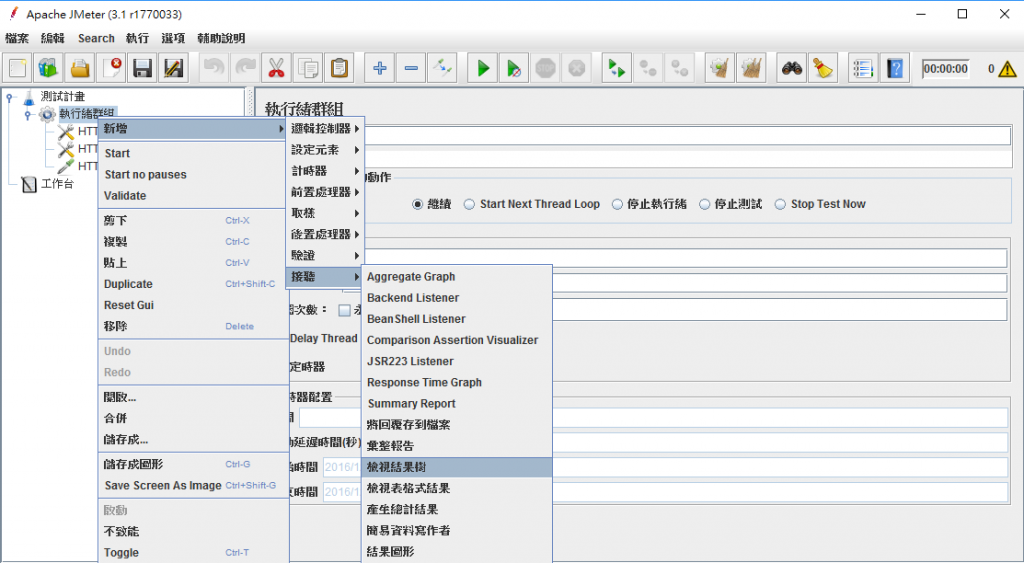 Apache JMeter (3.1 r1770033)
檔案 編輯 Search 執行 選項 輔助說明
00:00:00 0
測試計畫
執行緒群組
HTT
HTT
HTT
工作台
執行緒群組
動作
繼續 Start Next Thread Loop 停止執行緒 停止測試 Stop Test Now
次數：
Delay Thread
定時器
時器配置
延遲時間(秒)
時間 2016/1
時間 2016/1
新增
Start
Start no pauses
Validate
剪下 Ctrl-X
複製 Ctrl-C
貼上 Ctrl-V
Duplicate Ctrl+Shift-C
Reset Gui
移除 Delete
Undo
Redo
開啟...
合併
儲存成...
儲存成圖形 Ctrl-G
Save Screen As Image Ctrl+Shift-G
啟動
不致能
Toggle Ctrl-T
邏輯控制器
設定元素
計時器
前置處理器
取樣
後置處理器
驗證
接聽
Aggregate Graph
Backend Listener
BeanShell Listener
Comparison Assertion Visualizer
JSR223 Listener
Response Time Graph
Summary Report
將回覆存到檔案
彙整報告
檢視結果樹
檢視表格式結果
產生總計結果
簡易資料寫作者
結果圖形